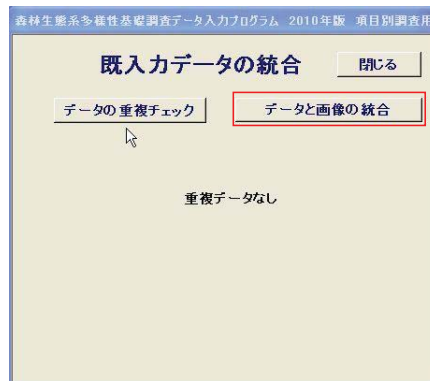 森林生態系多様性基礎調査データ入力プログラム 2010年版 項目別調査用
既入力データの統合
閉じる
データの重複チェック
データと画像の統合
重複データなし